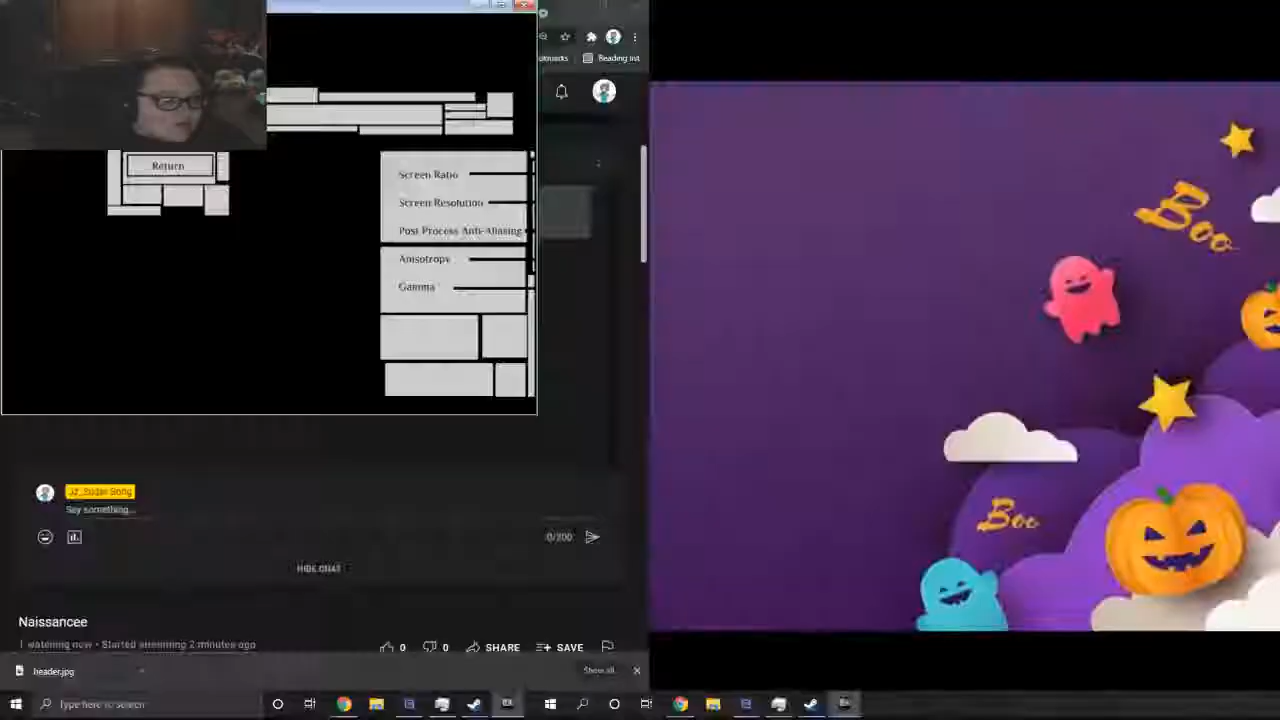 Reading list
Return
Screen Ratio
Screen Resolution
Post Process Anti-Aliasing
Anisotropy
Gamma
Boo
Boo
Say something...
0/200
HIDE CHAT
Naissancee
1 watching now • Started streaming 2 minutes ago
0
0
SHARE
SAVE
header.jpg
Show all
Type here to search